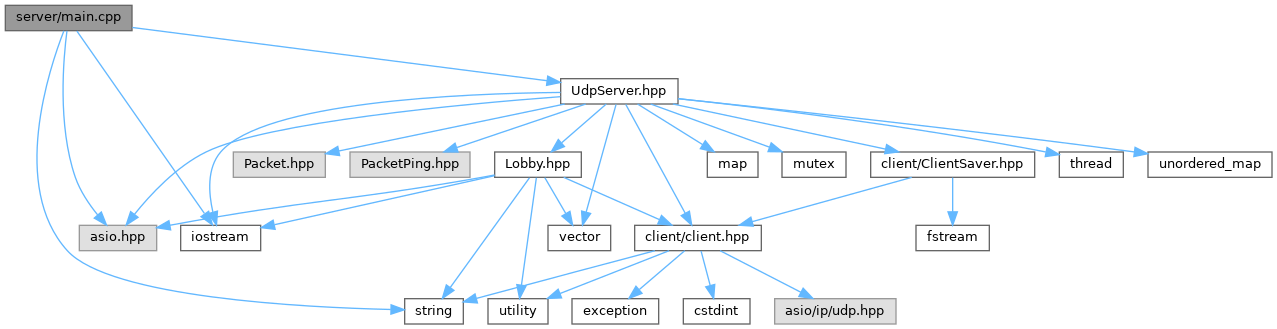 server/main.cpp
UdpServer.hpp
Packet.hpp
PacketPing.hpp
Lobby.hpp
map
mutex
client/ClientSaver.hpp
thread
unordered_map
asio.hpp
iostream
vector
client/client.hpp
fstream
string
utility
exception
cstdint
asio/ip/udp.hpp